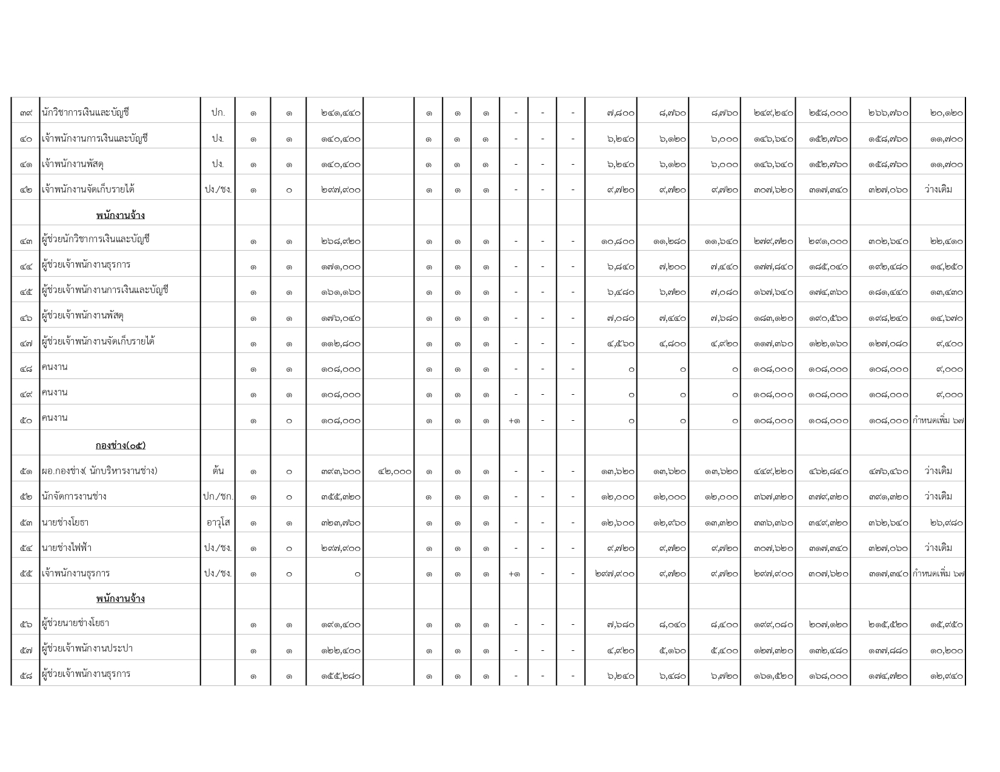 ๓๙ นักวิชาการเงินและบัญชี ปก. ๑ ๑ ๒๔๑,๔๔๐ ๑ ๑ ๑ - - - ๗,๘๐๐ ๘,๗๖๐ ๘,๗๖๐ ๒๔๙,๒๔๐ ๒๕๘,๐๐๐ ๒๖๖,๗๖๐ ๒๐,๑๒๐
๔๐ เจ้าพนักงานการเงินและบัญชี ปง. ๑ ๑ ๑๔๐,๔๐๐ ๑ ๑ ๑ - - - ๖,๒๔๐ ๖,๑๒๐ ๖,๐๐๐ ๑๔๖,๖๔๐ ๑๕๒,๗๖๐ ๑๕๘,๗๖๐ ๑๑,๗๐๐
๔๑ เจ้าพนักงานพัสดุ ปง. ๑ ๑ ๑๔๐,๔๐๐ ๑ ๑ ๑ - - - ๖,๒๔๐ ๖,๑๒๐ ๖,๐๐๐ ๑๔๖,๖๔๐ ๑๕๒,๗๖๐ ๑๕๘,๗๖๐ ๑๑,๗๐๐
๔๒ เจ้าพนักงานจัดเก็บรายได้ ปง./ชง. ๑ ๐ ๒๙๗,๙๐๐ ๑ ๑ ๑ - - - ๙,๗๒๐ ๙,๗๒๐ ๙,๗๒๐ ๓๐๗,๖๒๐ ๓๑๗,๓๔๐ ๓๒๗,๐๖๐ ว่างเดิม
พนักงานจ้าง
๔๓ ผู้ช่วยนักวิชาการเงินและบัญชี ๑ ๑ ๒๖๘,๙๒๐ ๑ ๑ ๑ - - - ๑๐,๘๐๐ ๑๑,๒๘๐ ๑๑,๖๔๐ ๒๗๙,๗๒๐ ๒๙๑,๐๐๐ ๓๐๒,๖๔๐ ๒๒,๔๑๐
๔๔ ผู้ช่วยเจ้าพนักงานธุรการ ๑ ๑ ๑๗๑,๐๐๐ ๑ ๑ ๑ - - - ๖,๘๔๐ ๗,๒๐๐ ๗,๔๔๐ ๑๗๗,๘๔๐ ๑๘๕,๐๔๐ ๑๙๒,๔๘๐ ๑๔,๒๕๐
๔๕ ผู้ช่วยเจ้าพนักงานการเงินและบัญชี ๑ ๑ ๑๖๑,๑๖๐ ๑ ๑ ๑ - - - ๖,๔๘๐ ๖,๗๒๐ ๗,๐๘๐ ๑๖๗,๖๔๐ ๑๗๔,๓๖๐ ๑๘๑,๔๔๐ ๑๓,๔๓๐
๔๖ ผู้ช่วยเจ้าพนักงานพัสดุ ๑ ๑ ๑๗๖,๐๔๐ ๑ ๑ ๑ - - - ๗,๐๘๐ ๗,๔๔๐ ๗,๖๘๐ ๑๘๓,๑๒๐ ๑๙๐,๕๖๐ ๑๙๘,๒๔๐ ๑๔,๖๗๐
๔๗ ผู้ช่วยเจ้าพนักงานจัดเก็บรายได้ ๑ ๑ ๑๑๒,๘๐๐ ๑ ๑ ๑ - - - ๔,๕๖๐ ๔,๘๐๐ ๔,๙๒๐ ๑๑๗,๓๖๐ ๑๒๒,๑๖๐ ๑๒๗,๐๘๐ ๙,๔๐๐
๔๘ คนงาน ๑ ๑ ๑๐๘,๐๐๐ ๑ ๑ ๑ - - - ๐ ๐ ๐ ๑๐๘,๐๐๐ ๑๐๘,๐๐๐ ๑๐๘,๐๐๐ ๙,๐๐๐
๔๙ คนงาน ๑ ๑ ๑๐๘,๐๐๐ ๑ ๑ ๑ - - - ๐ ๐ ๐ ๑๐๘,๐๐๐ ๑๐๘,๐๐๐ ๑๐๘,๐๐๐ ๙,๐๐๐
๕๐ คนงาน ๑ ๐ ๑๐๘,๐๐๐ ๑ ๑ ๑ +๑ - - ๐ ๐ ๐ ๑๐๘,๐๐๐ ๑๐๘,๐๐๐ ๑๐๘,๐๐๐ กำหนดเพิ่ม ๖๗
กองช่าง(๐๕)
๕๑ ผอ.กองช่าง( นักบริหารงานช่าง) ต้น ๑ ๐ ๓๙๓,๖๐๐ ๔๒,๐๐๐ ๑ ๑ ๑ - - - ๑๓,๖๒๐ ๑๓,๖๒๐ ๑๓,๖๒๐ ๔๔๙,๒๒๐ ๔๖๒,๘๔๐ ๔๗๖,๔๖๐ ว่างเดิม
๕๒ นักจัดการงานช่าง ปก./ชก. ๑ ๐ ๓๕๕,๓๒๐ ๑ ๑ ๑ - - - ๑๒,๐๐๐ ๑๒,๐๐๐ ๑๒,๐๐๐ ๓๖๗,๓๒๐ ๓๗๙,๓๒๐ ๓๙๑,๓๒๐ ว่างเดิม
๕๓ นายช่างโยธา อาวุโส ๑ ๑ ๓๒๓,๗๖๐ ๑ ๑ ๑ - - - ๑๒,๖๐๐ ๑๒,๙๖๐ ๑๓,๓๒๐ ๓๓๖,๓๖๐ ๓๔๙,๓๒๐ ๓๖๒,๖๔๐ ๒๖,๙๘๐
๕๔ นายช่างไฟฟ้า ปง./ชง. ๑ ๐ ๒๙๗,๙๐๐ ๑ ๑ ๑ - - - ๙,๗๒๐ ๙,๗๒๐ ๙,๗๒๐ ๓๐๗,๖๒๐ ๓๑๗,๓๔๐ ๓๒๗,๐๖๐ ว่างเดิม
๕๕ เจ้าพนักงานธุรการ ปง./ชง. ๑ ๐ ๐ ๑ ๑ ๑ +๑ - - ๒๙๗,๙๐๐ ๙,๗๒๐ ๙,๗๒๐ ๒๙๗,๙๐๐ ๓๐๗,๖๒๐ ๓๑๗,๓๔๐ กำหนดเพิ่ม ๖๗
พนักงานจ้าง
๕๖ ผู้ช่วยนายช่างโยธา ๑ ๑ ๑๙๑,๔๐๐ ๑ ๑ ๑ - - - ๗,๖๘๐ ๘,๐๔๐ ๘,๔๐๐ ๑๙๙,๐๘๐ ๒๐๗,๑๒๐ ๒๑๕,๕๒๐ ๑๕,๙๕๐
๕๗ ผู้ช่วยเจ้าพนักงานประปา ๑ ๑ ๑๒๒,๔๐๐ ๑ ๑ ๑ - - - ๔,๙๒๐ ๕,๑๖๐ ๕,๔๐๐ ๑๒๗,๓๒๐ ๑๓๒,๔๘๐ ๑๓๗,๘๘๐ ๑๐,๒๐๐
๕๘ ผู้ช่วยเจ้าพนักงานธุรการ ๑ ๑ ๑๕๕,๒๘๐ ๑ ๑ ๑ - - - ๖,๒๔๐ ๖,๔๘๐ ๖,๗๒๐ ๑๖๑,๕๒๐ ๑๖๘,๐๐๐ ๑๗๔,๗๒๐ ๑๒,๙๔๐